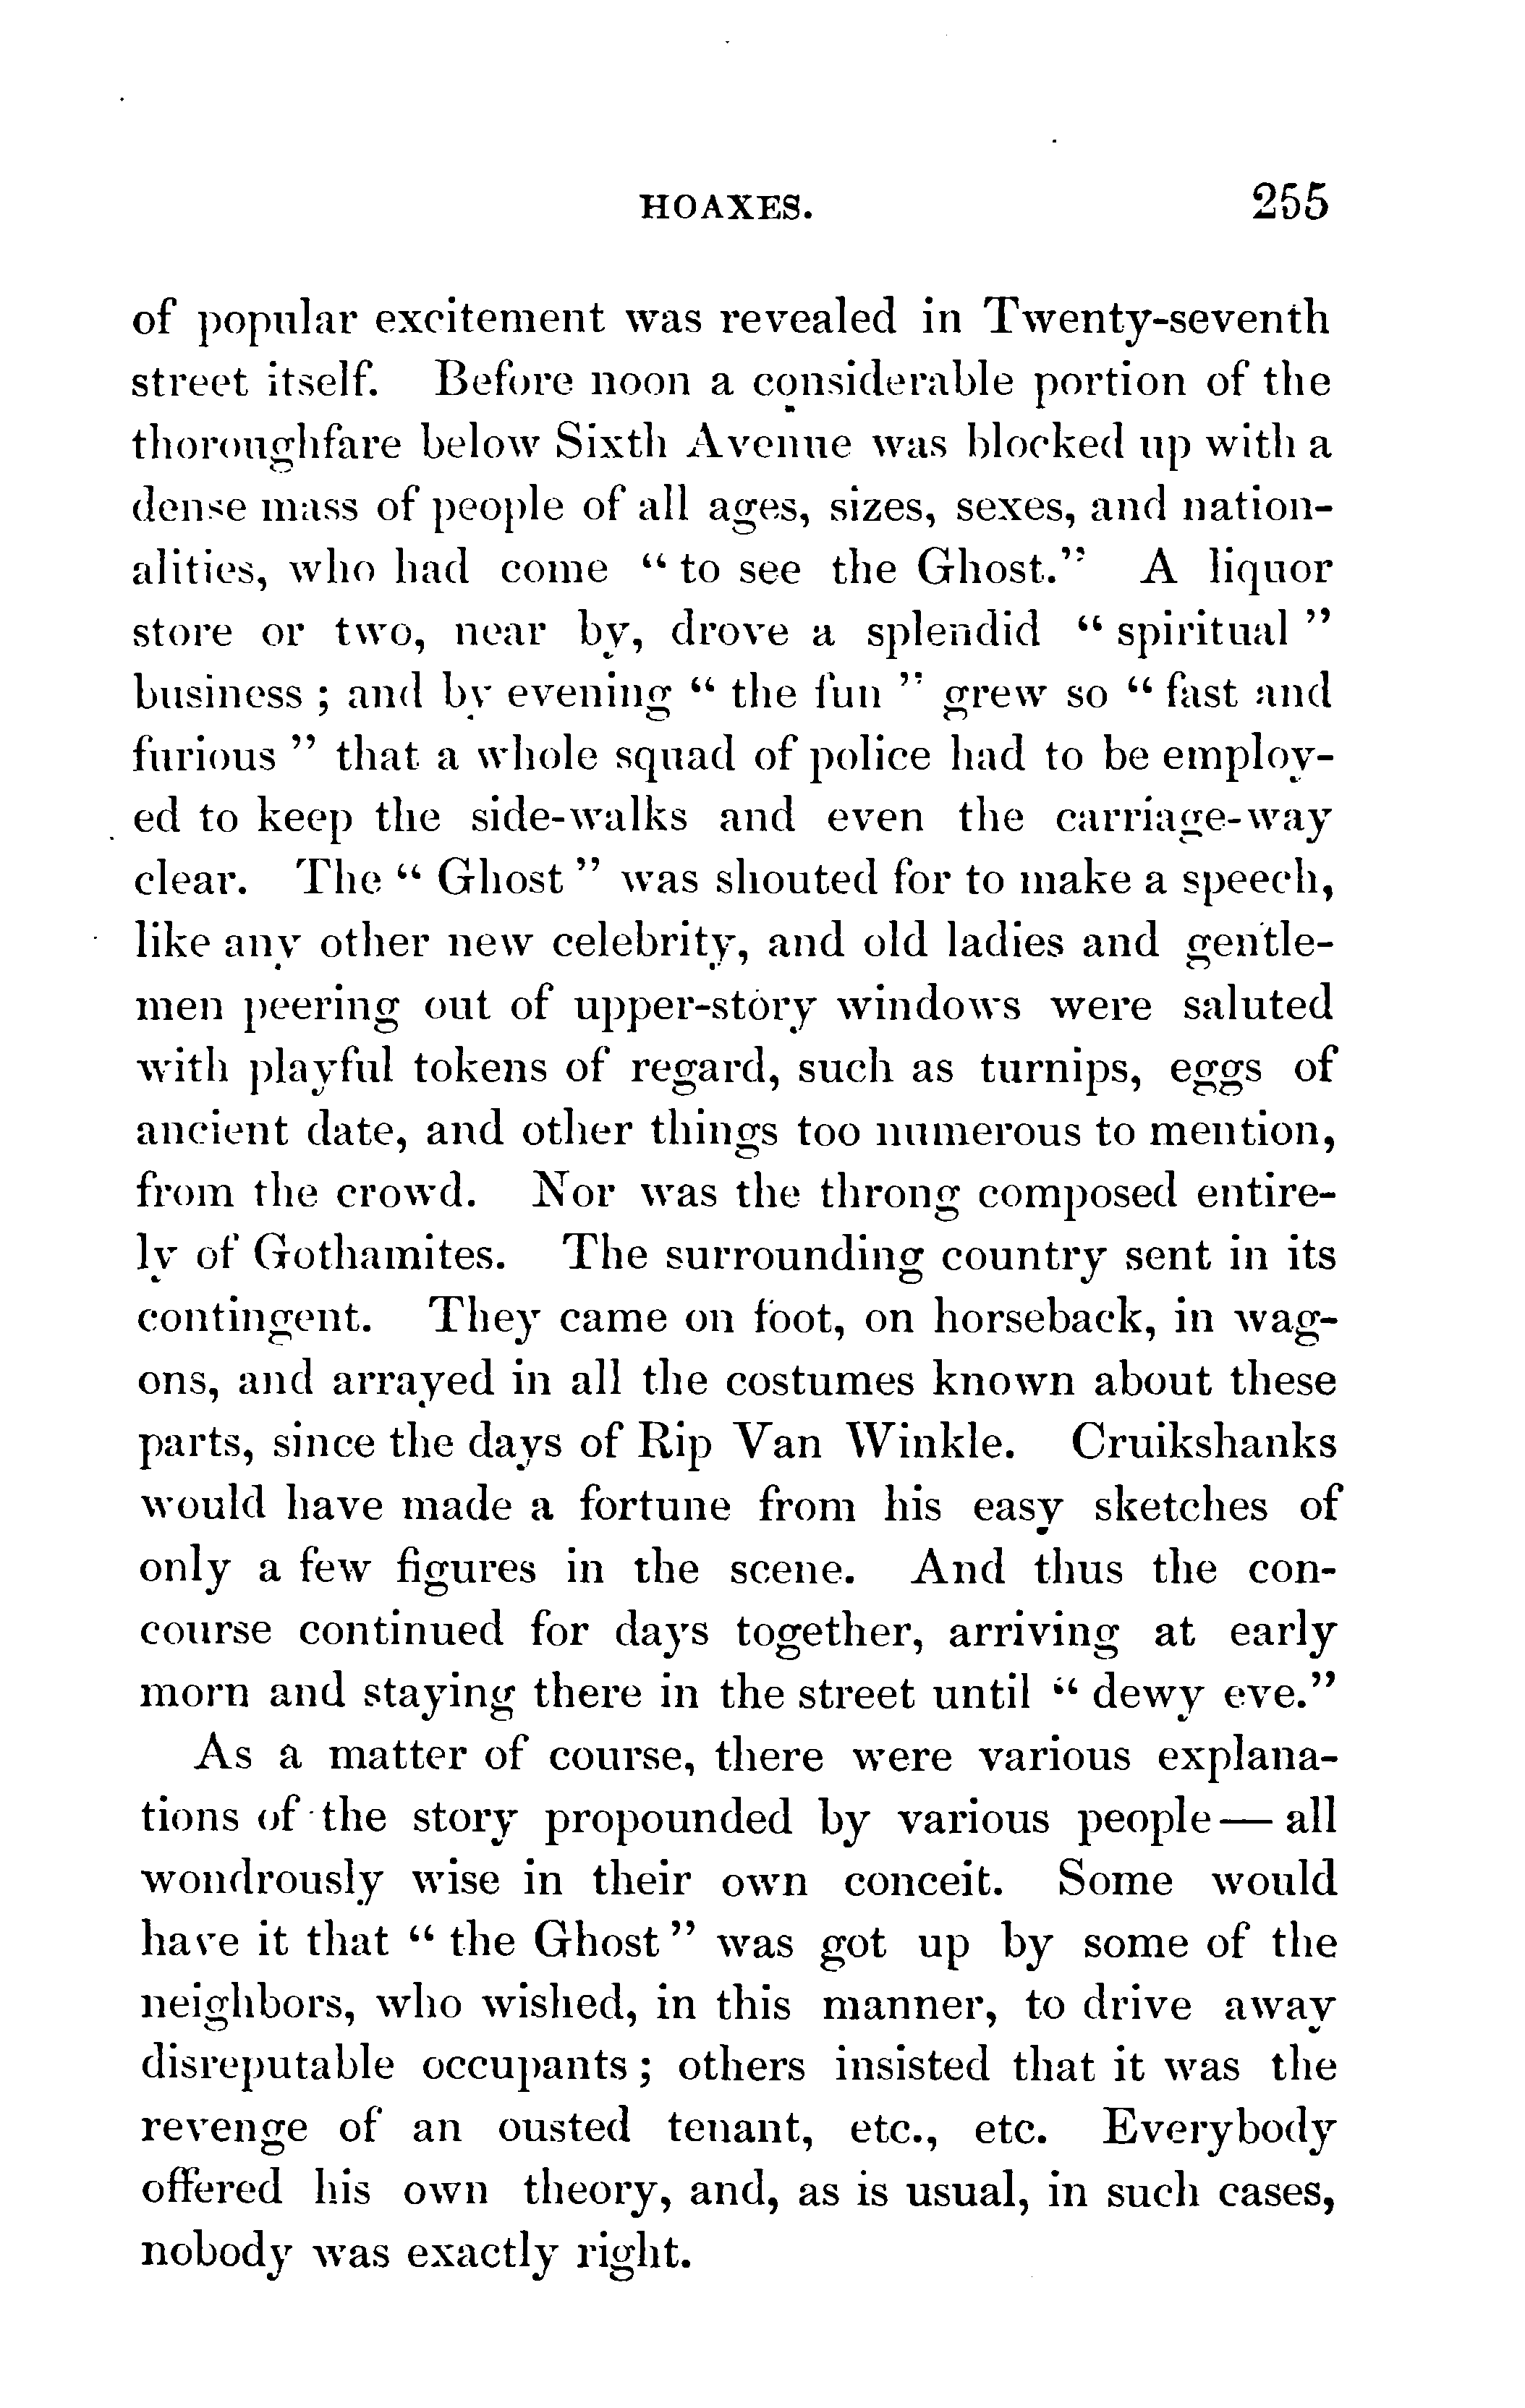 HOAXES. 255
of popular excitement was revealed in Twenty-seventh
street itself. Before noon a considerable portion of the
thoroughfare below Sixth Avenue was blocked up with a
dense mass of people of all ages, sizes, sexes, and nation-
alities, who had come “ to see the Ghost.” A liquor
store or two, near by, drove a splendid “ spiritual ”
business ; and by evening “ the fun ” grew so “ fast and
furious ” that a whole squad of police had to be employ-
ed to keep the side-walks and even the carriage-way
clear. The “ Ghost ” was shouted for to make a speech,
like any other new celebrity, and old ladies and gentle-
men peering out of upper-story windows were saluted
with playful tokens of regard, such as turnips, eggs of
ancient date, and other things too numerous to mention,
from the crowd. Nor was the throng composed entire-
ly of Gothamites. The surrounding country sent in its
contingent. They came on foot, on horseback, in wag-
ons, and arrayed in all the costumes known about these
parts, since the days of Rip Van Winkle. Cruikshanks
would have made a fortune from his easy sketches of
only a few figures in the scene. And thus the con-
course continued for days together, arriving at early
morn and staying there in the street until “ dewy eve.”
As a matter of course, there were various explana-
tions of the story propounded by various people — all
wondrously wise in their own conceit. Some would
have it that “ the Ghost ” was got up by some of the
neighbors, who wished, in this manner, to drive away
disreputable occupants ; others insisted that it was the
revenge of an ousted tenant, etc., etc. Everybody
offered his own theory, and, as is usual, in such cases,
nobody was exactly right.